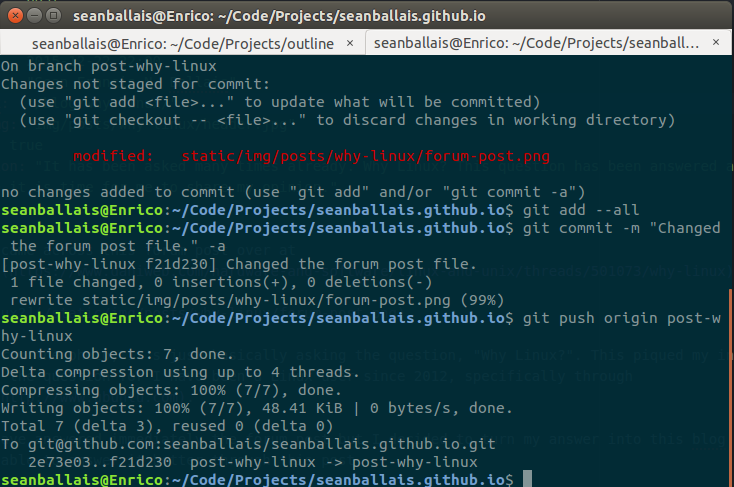 seanballais@Enrico: ~/Code/Projects/seanballais.github.io
seanballais@Enrico: ~/Code/Projects/outline ×
seanballais@Enrico: ~/Code/Projects/seanball… ×
On branch post-why-linux
Changes not staged for commit:
  (use "git add <file>..." to update what will be committed)
  (use "git checkout -- <file>..." to discard changes in working directory)
        modified:   static/img/posts/why-linux/forum-post.png
no changes added to commit (use "git add" and/or "git commit -a")
seanballais@Enrico:~/Code/Projects/seanballais.github.io$ git add --all
seanballais@Enrico:~/Code/Projects/seanballais.github.io$ git commit -m "Changed
 the forum post file." -a
[post-why-linux f21d230] Changed the forum post file.
 1 file changed, 0 insertions(+), 0 deletions(-)
 rewrite static/img/posts/why-linux/forum-post.png (99%)
seanballais@Enrico:~/Code/Projects/seanballais.github.io$ git push origin post-w
hy-linux
Counting objects: 7, done.
Delta compression using up to 4 threads.
Compressing objects: 100% (7/7), done.
Writing objects: 100% (7/7), 48.41 KiB | 0 bytes/s, done.
Total 7 (delta 3), reused 0 (delta 0)
To git@github.com:seanballais/seanballais.github.io.git
   2e73e03..f21d230  post-why-linux -> post-why-linux
seanballais@Enrico:~/Code/Projects/seanballais.github.io$